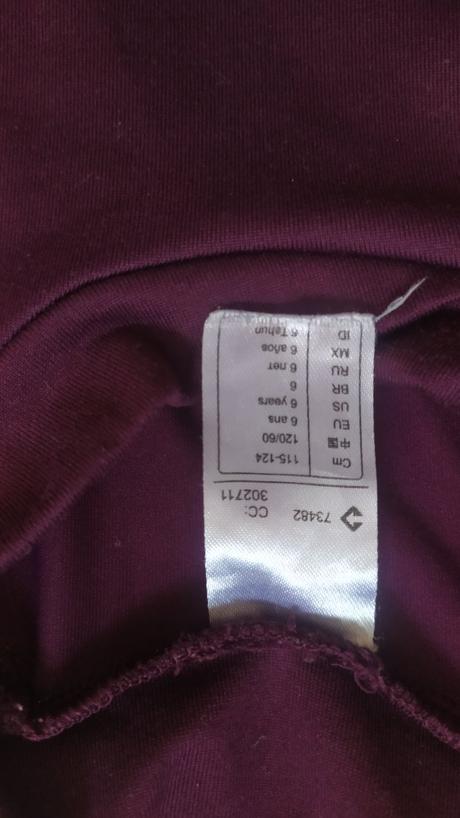 73482 CC:
302711
Cm 115-124
中国 120/60
EU 6 ans
US 6 years
BR 6
RU 6 лет
MX 6 años
ID 6 Tahun